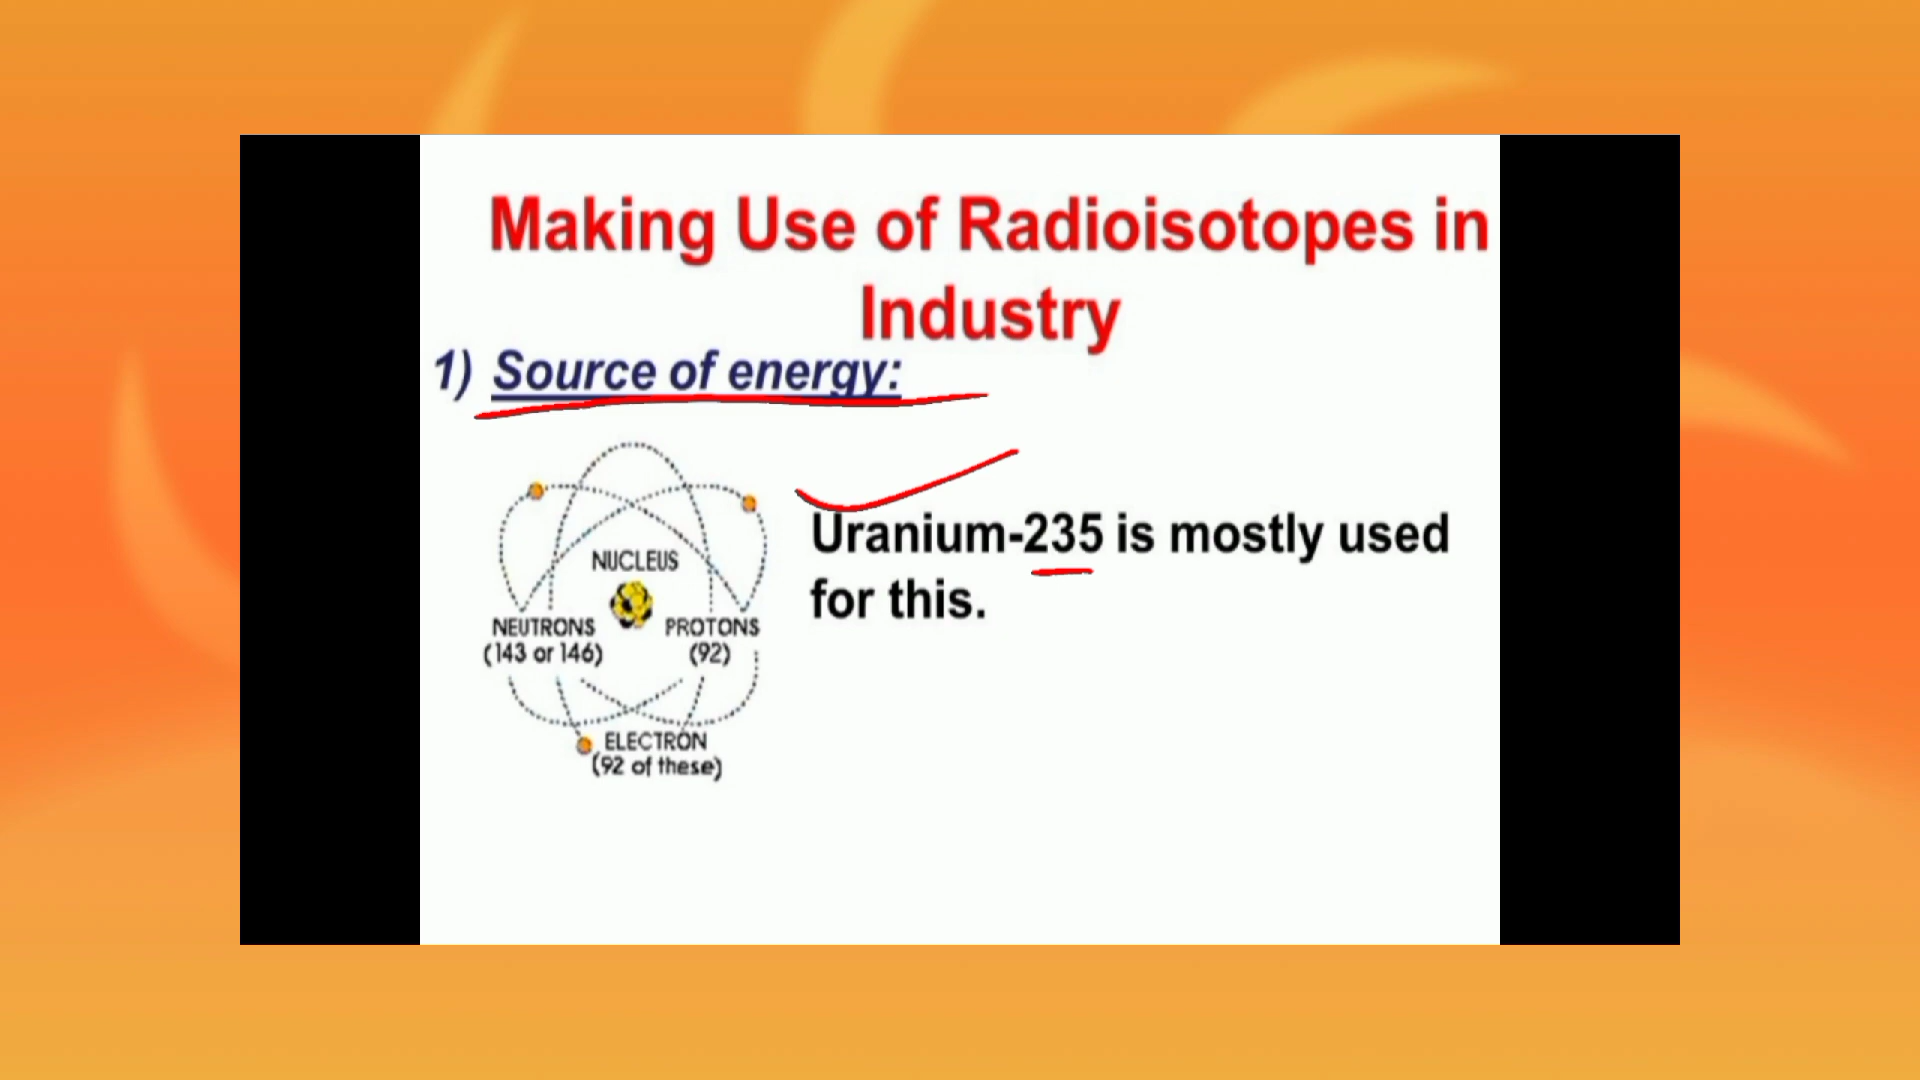 Making Use of Radioisotopes in
Industry
1) Source of energy:
NUCLEUS
NEUTRONS
(143 or 146)
PROTONS
(92)
ELECTRON
(92 of these)
Uranium-235 is mostly used
for this.